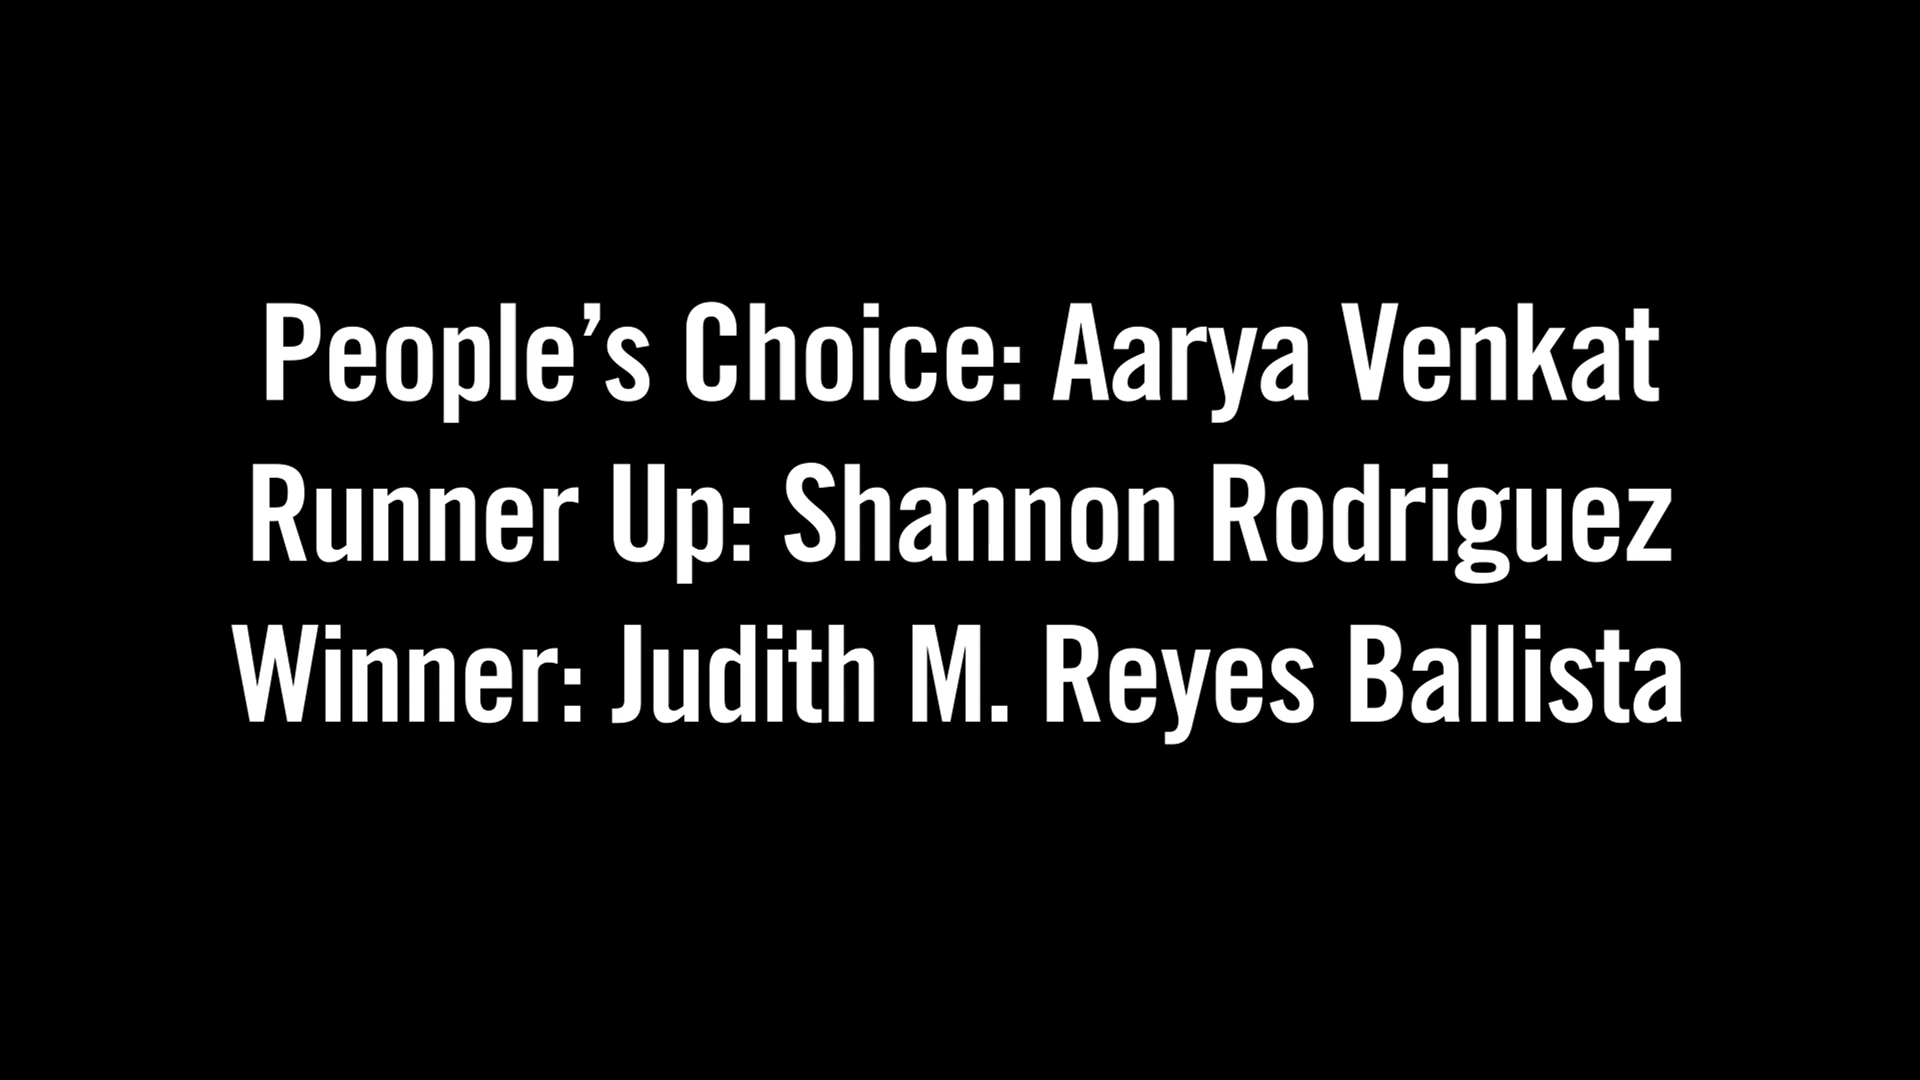 People’s Choice: Aarya Venkat
Runner Up: Shannon Rodriguez
Winner: Judith M. Reyes Ballista